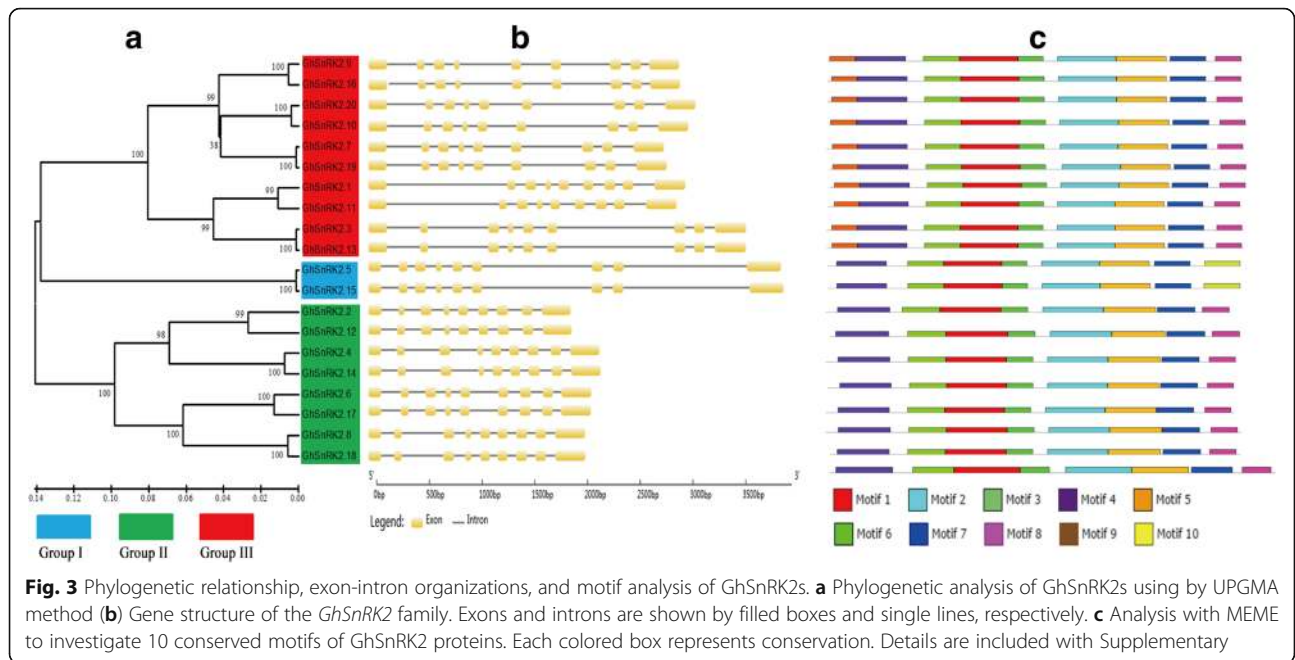 a
b
c
GhSnRK2.9
GhSnRK2.16
GhSnRK2.20
GhSnRK2.10
GhSnRK2.7
GhSnRK2.19
GhSnRK2.1
GhSnRK2.11
GhSnRK2.3
GhSnRK2.13
GhSnRK2.5
GhSnRK2.15
GhSnRK2.2
GhSnRK2.12
GhSnRK2.4
GhSnRK2.14
GhSnRK2.6
GhSnRK2.17
GhSnRK2.8
GhSnRK2.18
100
99
100
38
100
100
99
99
100
100
98
99
100
100
100
100
100
0.14 0.12 0.10 0.08 0.06 0.04 0.02 0.00
Group I Group II Group III
5' 3'
0bp 500bp 1000bp 1500bp 2000bp 2500bp 3000bp 3500bp
Legend: Exon Intron
Motif 1 Motif 2 Motif 3 Motif 4 Motif 5
Motif 6 Motif 7 Motif 8 Motif 9 Motif 10
Fig. 3 Phylogenetic relationship, exon-intron organizations, and motif analysis of GhSnRK2s. a Phylogenetic analysis of GhSnRK2s using by UPGMA
method (b) Gene structure of the GhSnRK2 family. Exons and introns are shown by filled boxes and single lines, respectively. c Analysis with MEME
to investigate 10 conserved motifs of GhSnRK2 proteins. Each colored box represents conservation. Details are included with Supplementary